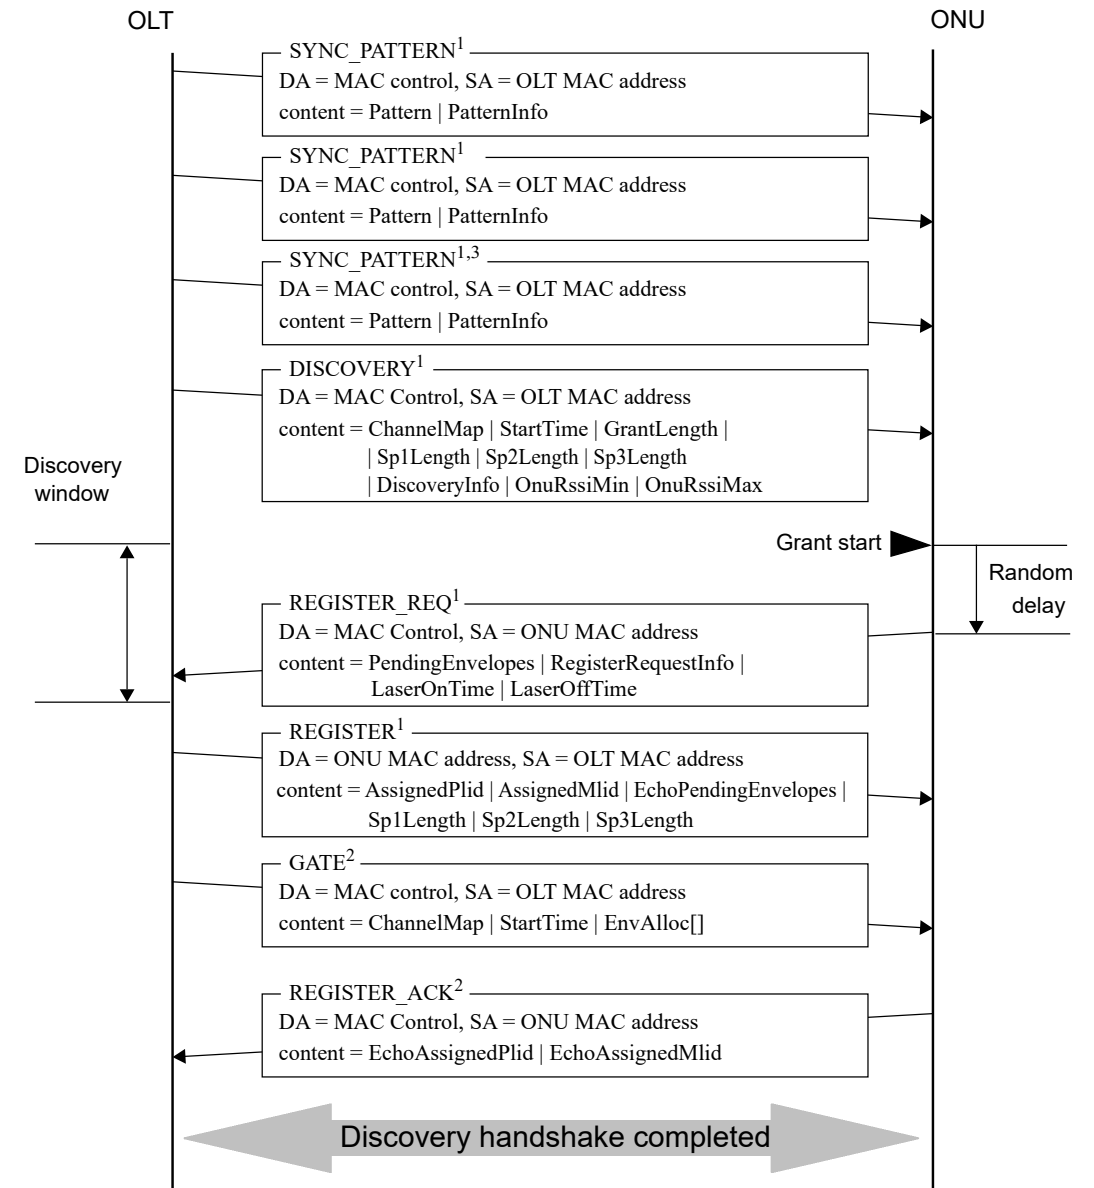 OLT
ONU
SYNC_PATTERN1
DA = MAC control, SA = OLT MAC address
content = Pattern | PatternInfo
SYNC_PATTERN1
DA = MAC control, SA = OLT MAC address
content = Pattern | PatternInfo
SYNC_PATTERN1,3
DA = MAC control, SA = OLT MAC address
content = Pattern | PatternInfo
DISCOVERY1
DA = MAC Control, SA = OLT MAC address
content = ChannelMap | StartTime | GrantLength |
| Sp1Length | Sp2Length | Sp3Length
| DiscoveryInfo | OnuRssiMin | OnuRssiMax
Discovery
window
Grant start
Random
delay
REGISTER_REQ1
DA = MAC Control, SA = ONU MAC address
content = PendingEnvelopes | RegisterRequestInfo |
LaserOnTime | LaserOffTime
REGISTER1
DA = ONU MAC address, SA = OLT MAC address
content = AssignedPlid | AssignedMlid | EchoPendingEnvelopes |
Sp1Length | Sp2Length | Sp3Length
GATE2
DA = MAC control, SA = OLT MAC address
content = ChannelMap | StartTime | EnvAlloc[]
REGISTER_ACK2
DA = MAC Control, SA = ONU MAC address
content = EchoAssignedPlid | EchoAssignedMlid
Discovery handshake completed